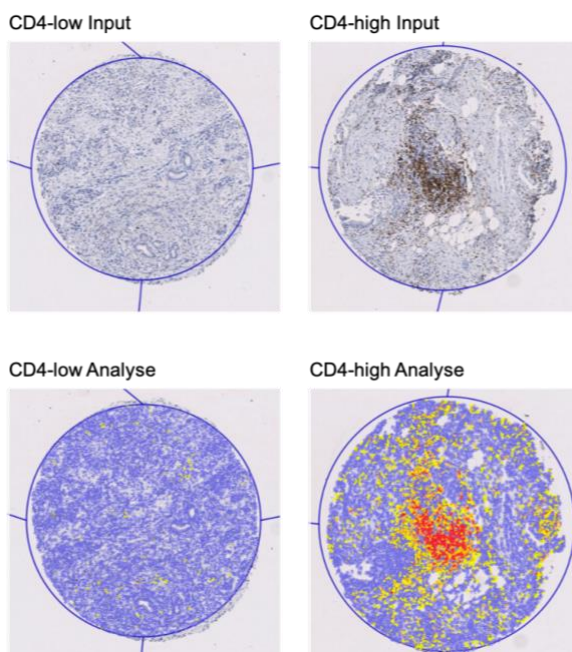 CD4-low Input
CD4-high Input
CD4-low Analyse
CD4-high Analyse